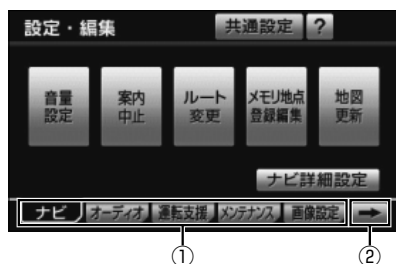 設定・編集 共通設定 ?
音量設定 案内中止 ルート変更 メモリ地点登録編集 地図更新
ナビ詳細設定
ナビ オーディオ 運転支援 メンテナンス 画像設定 →
① ②